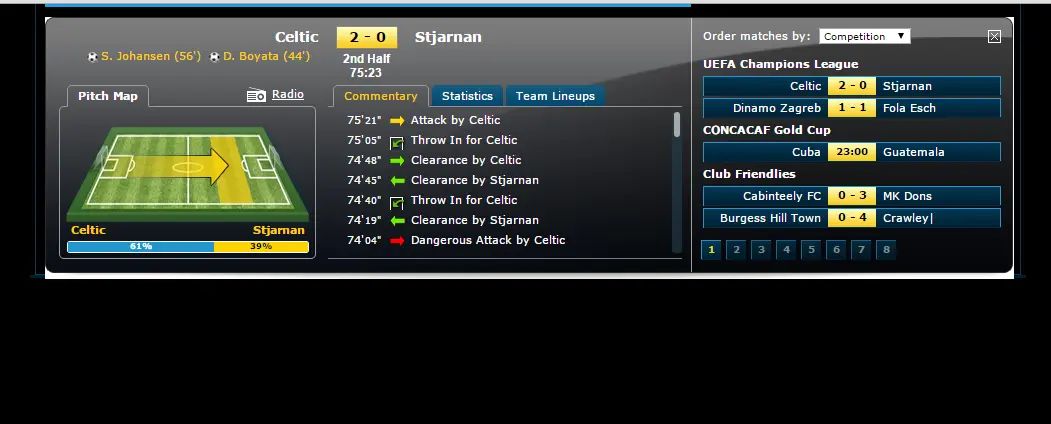 Celtic 2 - 0 Stjarnan
S. Johansen (56') D. Boyata (44')
2nd Half
75:23
Pitch Map
Radio
Celtic Stjarnan
61% 39%
Commentary Statistics Team Lineups
75'21" Attack by Celtic
75'05" Throw In for Celtic
74'48" Clearance by Celtic
74'45" Clearance by Stjarnan
74'40" Throw In for Celtic
74'19" Clearance by Stjarnan
74'04" Dangerous Attack by Celtic
Order matches by: Competition
UEFA Champions League
Celtic 2 - 0 Stjarnan
Dinamo Zagreb 1 - 1 Fola Esch
CONCACAF Gold Cup
Cuba 23:00 Guatemala
Club Friendlies
Cabinteely FC 0 - 3 MK Dons
Burgess Hill Town 0 - 4 Crawley|
1 2 3 4 5 6 7 8